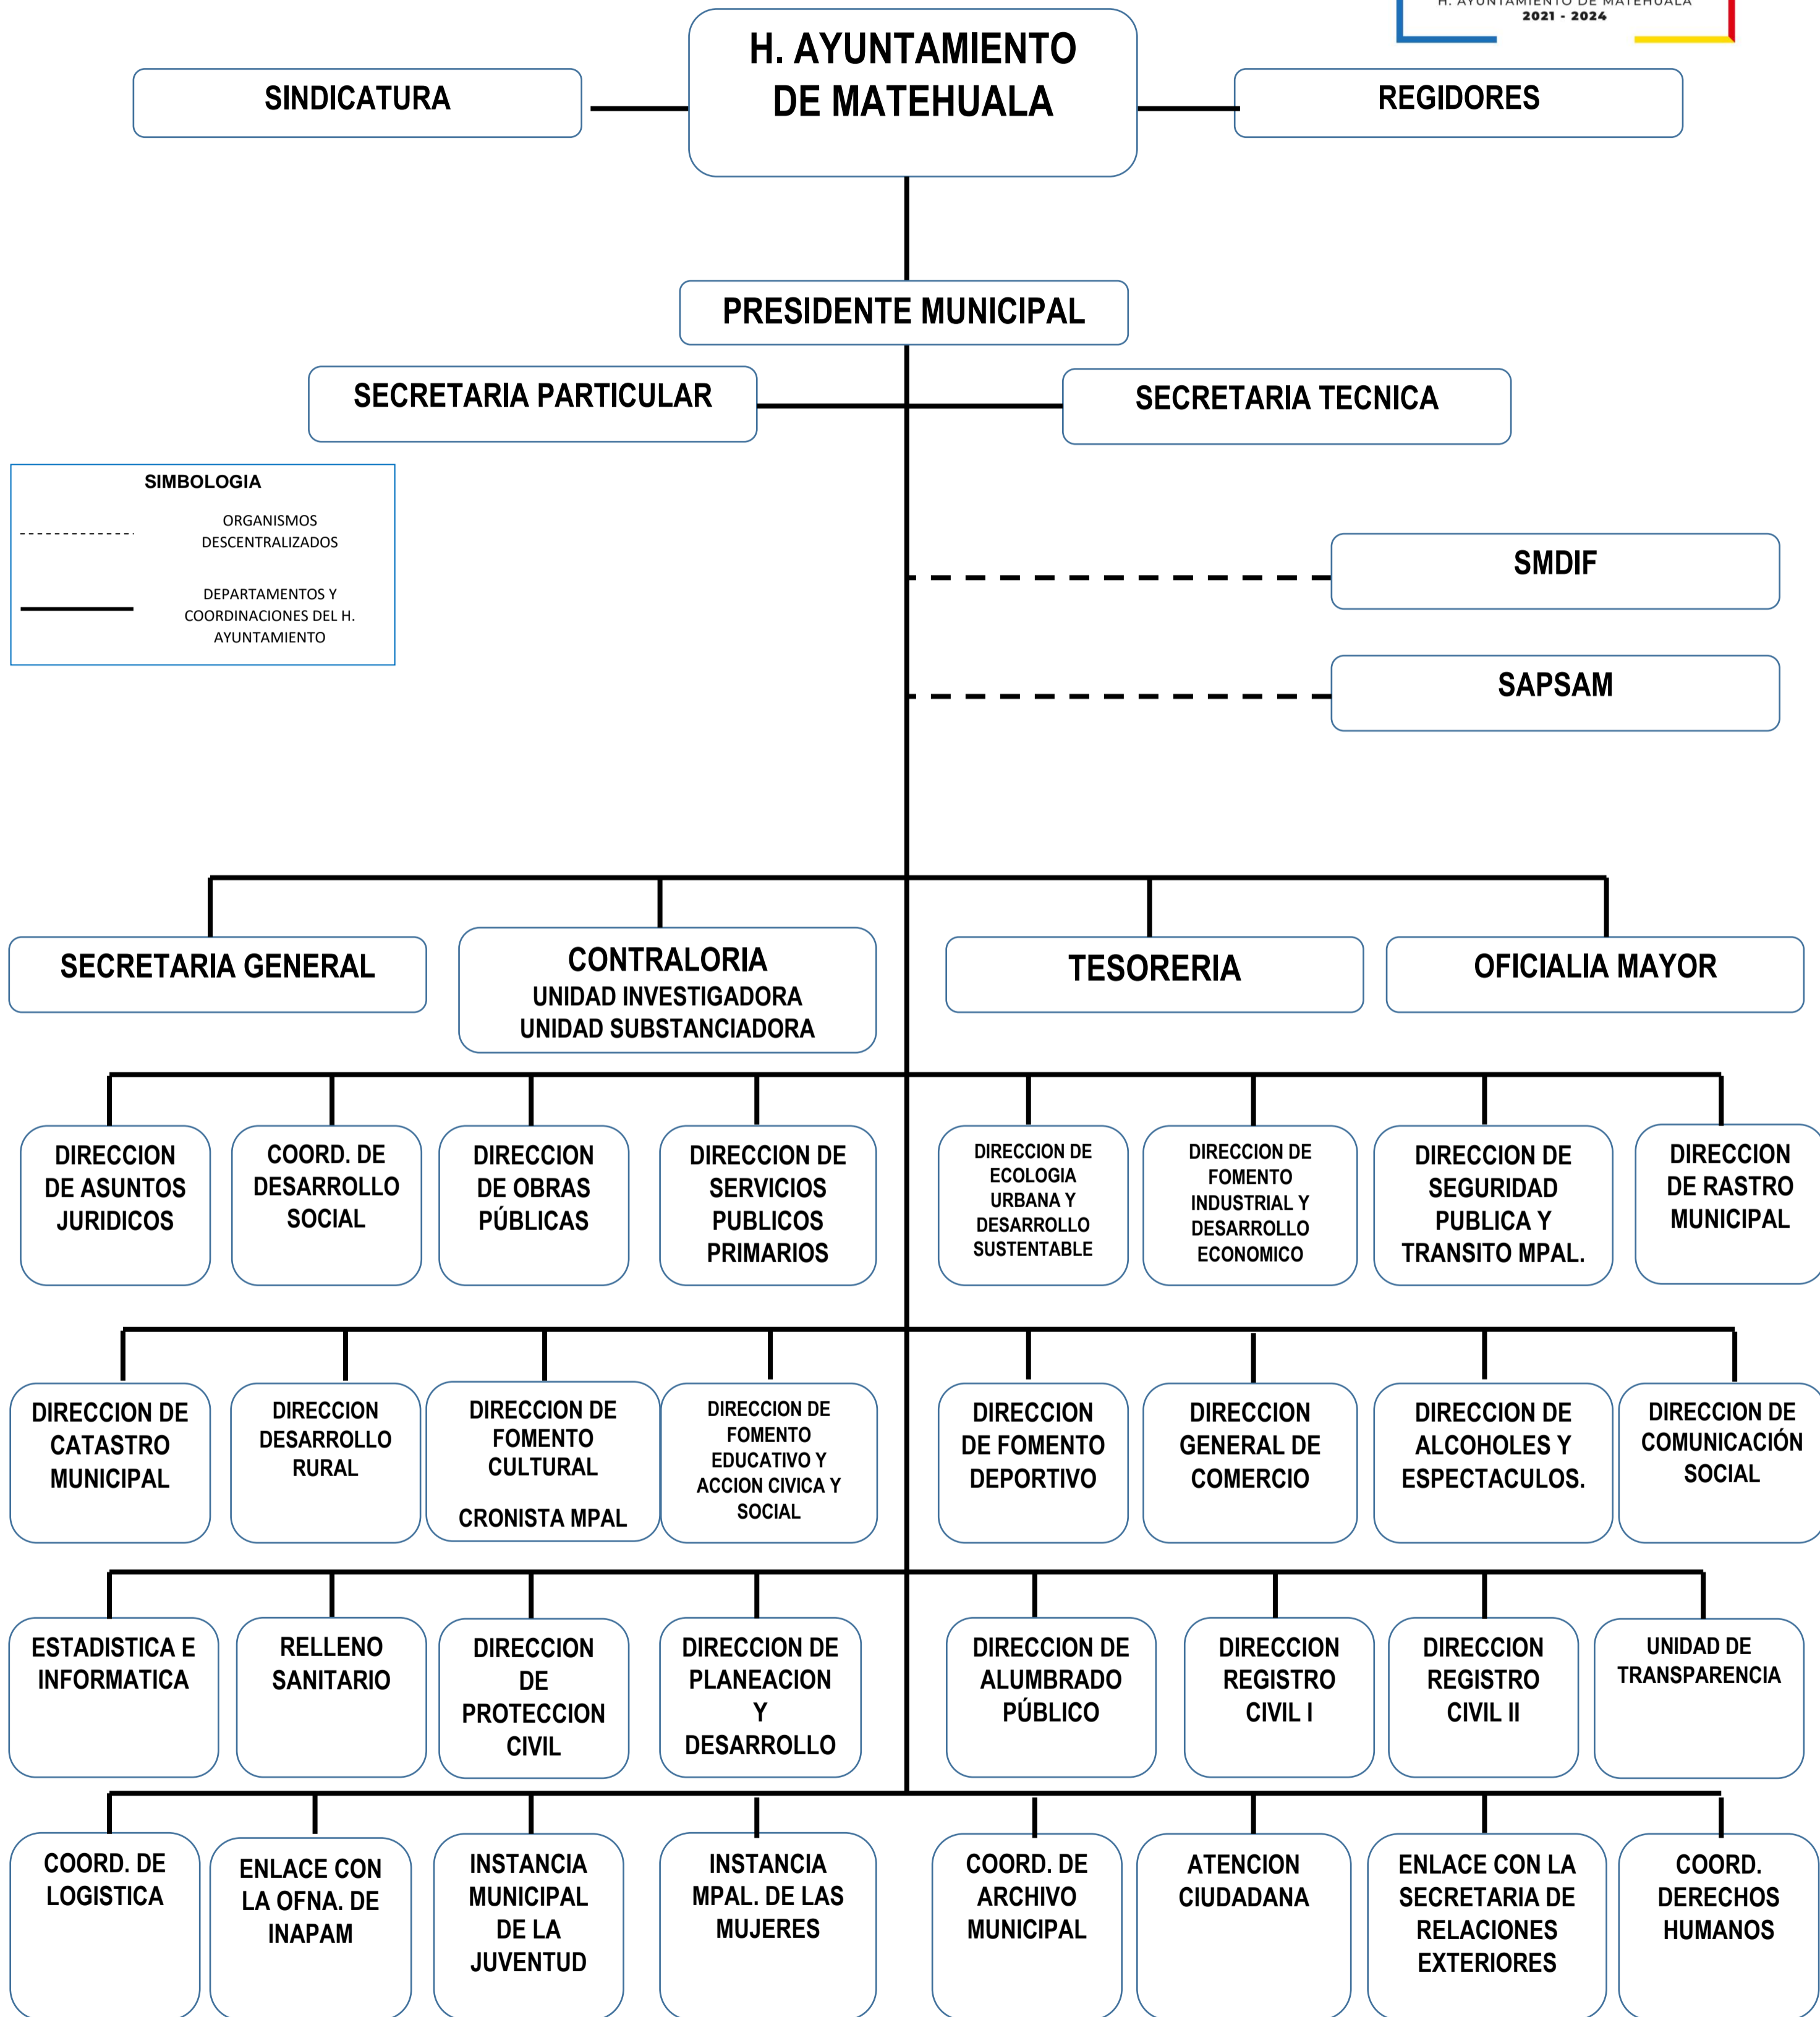 H. AYUNTAMIENTO DE MATEHUALA
2021 - 2024
H. AYUNTAMIENTO
DE MATEHUALA
SINDICATURA
REGIDORES
PRESIDENTE MUNICIPAL
SECRETARIA PARTICULAR
SECRETARIA TECNICA
SIMBOLOGIA
ORGANISMOS
DESCENTRALIZADOS
DEPARTAMENTOS Y
COORDINACIONES DEL H.
AYUNTAMIENTO
SMDIF
SAPSAM
SECRETARIA GENERAL
CONTRALORIA
UNIDAD INVESTIGADORA
UNIDAD SUBSTANCIADORA
TESORERIA
OFICIALIA MAYOR
DIRECCION
DE ASUNTOS
JURIDICOS
COORD. DE
DESARROLLO
SOCIAL
DIRECCION
DE OBRAS
PÚBLICAS
DIRECCION DE
SERVICIOS
PUBLICOS
PRIMARIOS
DIRECCION DE
ECOLOGIA
URBANA Y
DESARROLLO
SUSTENTABLE
DIRECCION DE
FOMENTO
INDUSTRIAL Y
DESARROLLO
ECONOMICO
DIRECCION DE
SEGURIDAD
PUBLICA Y
TRANSITO MPAL.
DIRECCION
DE RASTRO
MUNICIPAL
DIRECCION DE
CATASTRO
MUNICIPAL
DIRECCION
DESARROLLO
RURAL
DIRECCION DE
FOMENTO
CULTURAL
CRONISTA MPAL
DIRECCION DE
FOMENTO
EDUCATIVO Y
ACCION CIVICA Y
SOCIAL
DIRECCION
DE FOMENTO
DEPORTIVO
DIRECCION
GENERAL DE
COMERCIO
DIRECCION DE
ALCOHOLES Y
ESPECTACULOS.
DIRECCION DE
COMUNICACIÓN
SOCIAL
ESTADISTICA E
INFORMATICA
RELLENO
SANITARIO
DIRECCION
DE
PROTECCION
CIVIL
DIRECCION DE
PLANEACION
Y
DESARROLLO
DIRECCION DE
ALUMBRADO
PÚBLICO
DIRECCION
REGISTRO
CIVIL I
DIRECCION
REGISTRO
CIVIL II
UNIDAD DE
TRANSPARENCIA
COORD. DE
LOGISTICA
ENLACE CON
LA OFNA. DE
INAPAM
INSTANCIA
MUNICIPAL
DE LA
JUVENTUD
INSTANCIA
MPAL. DE LAS
MUJERES
COORD. DE
ARCHIVO
MUNICIPAL
ATENCION
CIUDADANA
ENLACE CON LA
SECRETARIA DE
RELACIONES
EXTERIORES
COORD.
DERECHOS
HUMANOS